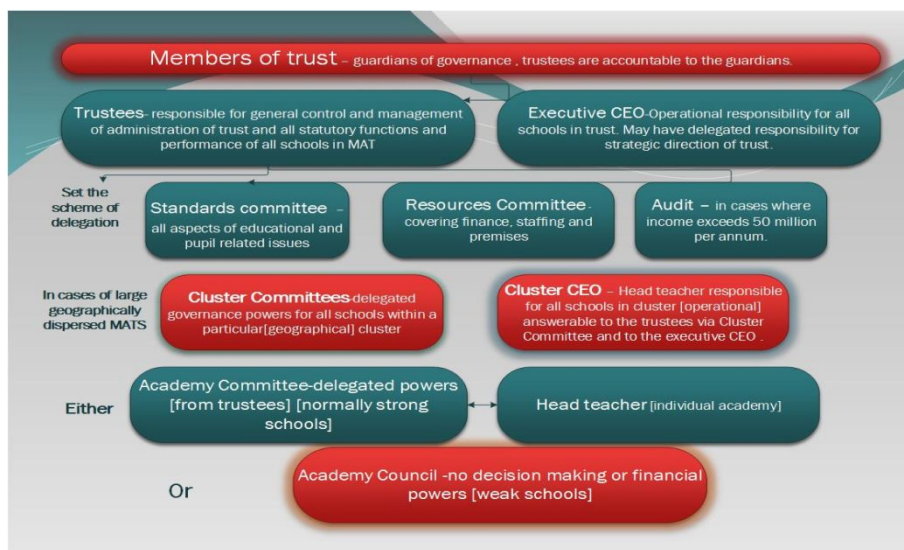 Members of trust – guardians of governance , trustees are accountable to the guardians.
Trustees- responsible for general control and management
of administration of trust and all statutory functions and
performance of all schools in MAT
Executive CEO-Operational responsibility for all
schools in trust. May have delegated responsibility for
strategic direction of trust.
Set the
scheme of
delegation
Standards committee –
all aspects of educational and
pupil related issues
Resources Committee -
covering finance, staffing and
premises
Audit – in cases where
income exceeds 50 million
per annum.
In cases of large
geographically
dispersed MATS
Cluster Committees-delegated
governance powers for all schools within a
particular[geographical] cluster
Cluster CEO – Head teacher responsible
for all schools in cluster [operational]
answerable to the trustees via Cluster
Committee and to the executive CEO .
Either
Academy Committee-delegated powers
[from trustees] [normally strong
schools]
Head teacher [individual academy]
Or
Academy Council -no decision making or financial
powers [weak schools]